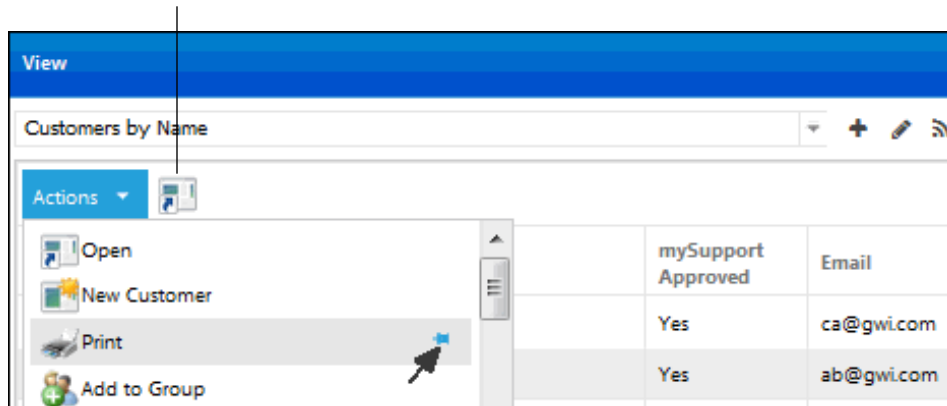 View
Customers by Name
Actions
Open
New Customer
Print
Add to Group
mySupport
Approved
Email
Yes
ca@gwi.com
Yes
ab@gwi.com